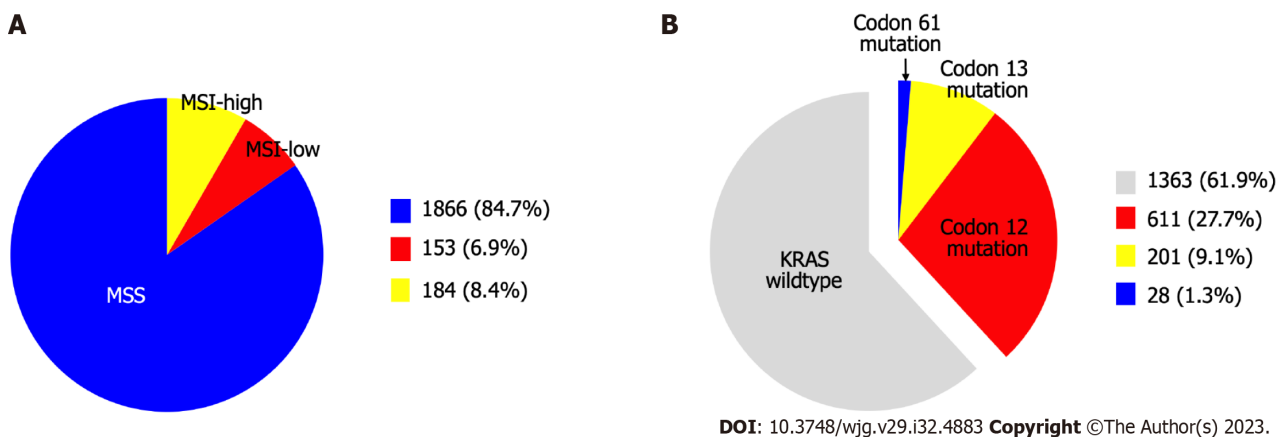 A
MSI-high
MSI-low
MSS
1866 (84.7%)
153 (6.9%)
184 (8.4%)
B
Codon 61
mutation
Codon 13
mutation
Codon 12
mutation
KRAS
wildtype
1363 (61.9%)
611 (27.7%)
201 (9.1%)
28 (1.3%)
DOI: 10.3748/wjg.v29.i32.4883 Copyright ©The Author(s) 2023.